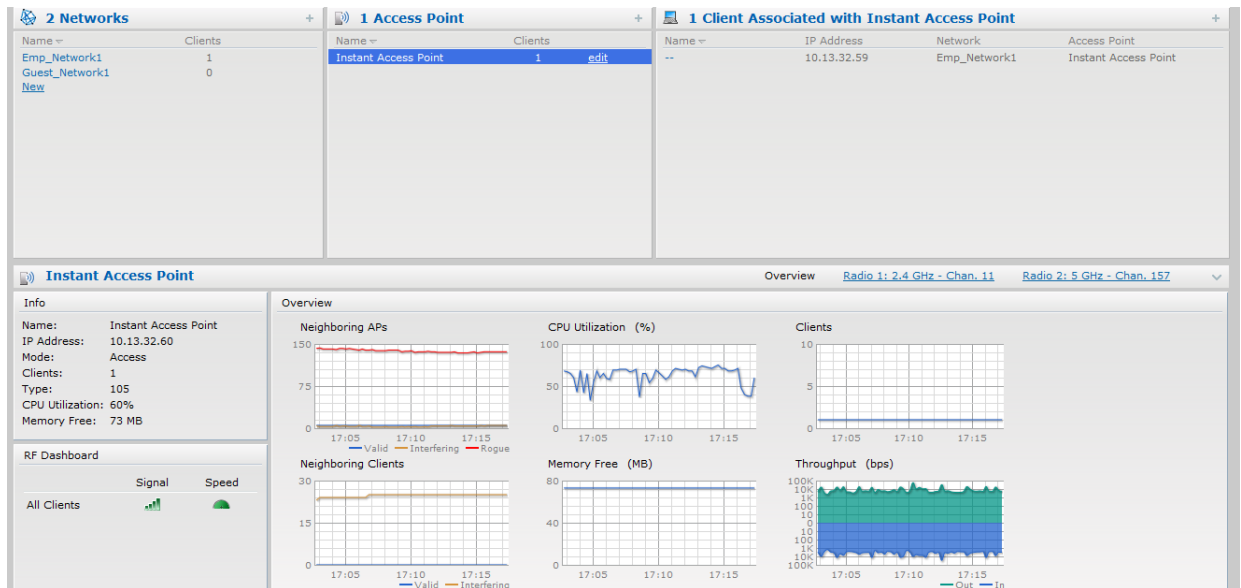 2 Networks +
Name Clients
Emp_Network1 1
Guest_Network1 0
New
1 Access Point +
Name Clients
Instant Access Point 1 edit
1 Client Associated with Instant Access Point +
Name IP Address Network Access Point
-- 10.13.32.59 Emp_Network1 Instant Access Point
Instant Access Point
Overview Radio 1: 2.4 GHz - Chan. 11 Radio 2: 5 GHz - Chan. 157
Info
Name: Instant Access Point
IP Address: 10.13.32.60
Mode: Access
Clients: 1
Type: 105
CPU Utilization: 60%
Memory Free: 73 MB
RF Dashboard
Signal Speed
All Clients
Overview
Neighboring APs
150
75
0
17:05 17:10 17:15
Valid Interfering Rogue
CPU Utilization (%)
100
50
0
17:05 17:10 17:15
Clients
10
5
0
17:05 17:10 17:15
Neighboring Clients
30
15
0
17:05 17:10 17:15
Valid Interfering
Memory Free (MB)
80
40
0
17:05 17:10 17:15
Throughput (bps)
100K
10K
1K
100
10
0
10
100
1K
10K
100K
17:05 17:10 17:15
Out In